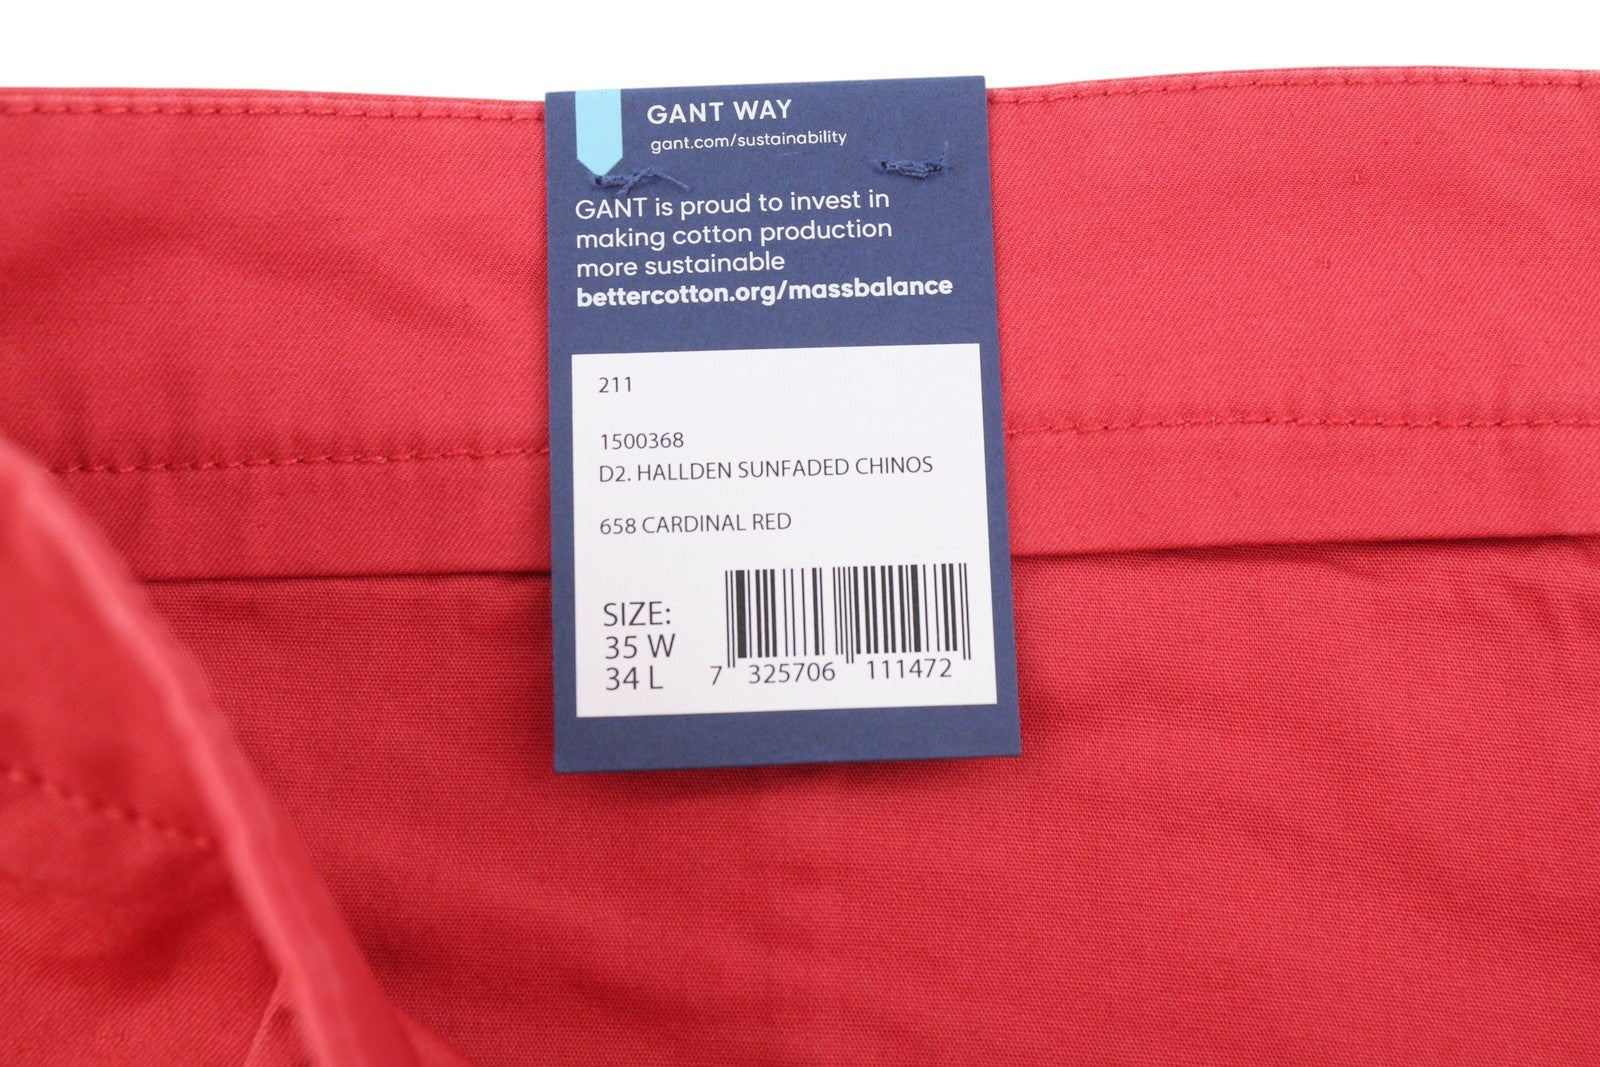 GANT WAY
gant.com/sustainability
GANT is proud to invest in
making cotton production
more sustainable
bettercotton.org/massbalance
211
1500368
D2. HALLDEN SUNFADED CHINOS
658 CARDINAL RED
SIZE:
35 W
34 L
7 325706 111472